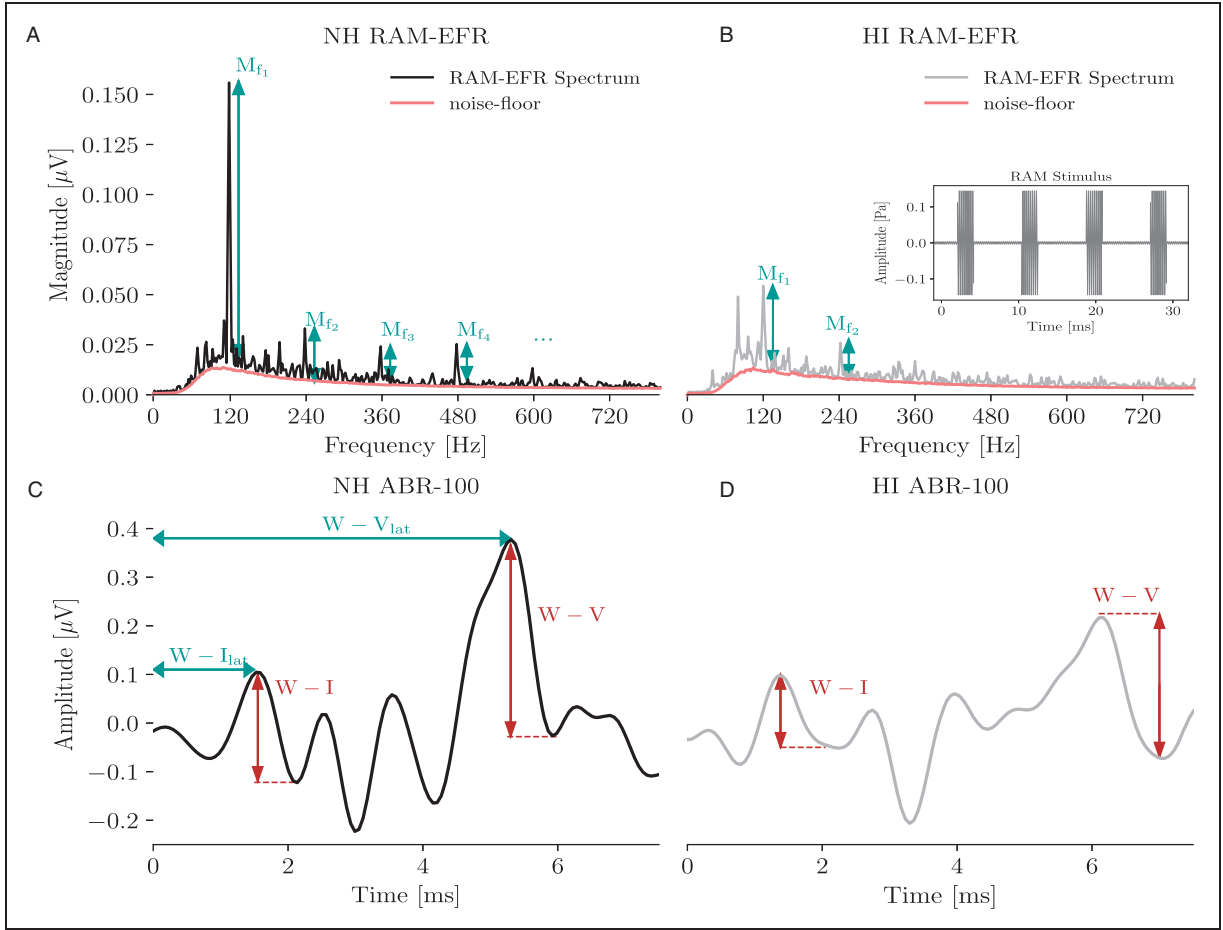 A
NH RAM-EFR
M_f1
RAM-EFR Spectrum
noise-floor
0.150
0.125
0.100
0.075
0.050
0.025
0.000
Magnitude [μV]
M_f2
M_f3
M_f4
...
0 120 240 360 480 600 720
Frequency [Hz]
B
HI RAM-EFR
RAM-EFR Spectrum
noise-floor
RAM Stimulus
0.1
0.0
−0.1
Amplitude [Pa]
0 10 20 30
Time [ms]
M_f1
M_f2
0 120 240 360 480 600 720
Frequency [Hz]
C
NH ABR-100
0.4
0.3
0.2
0.1
0.0
−0.1
−0.2
Amplitude [μV]
W − V_lat
W − I_lat
W − I
W − V
0 2 4 6
Time [ms]
D
HI ABR-100
W − V
W − I
0 2 4 6
Time [ms]